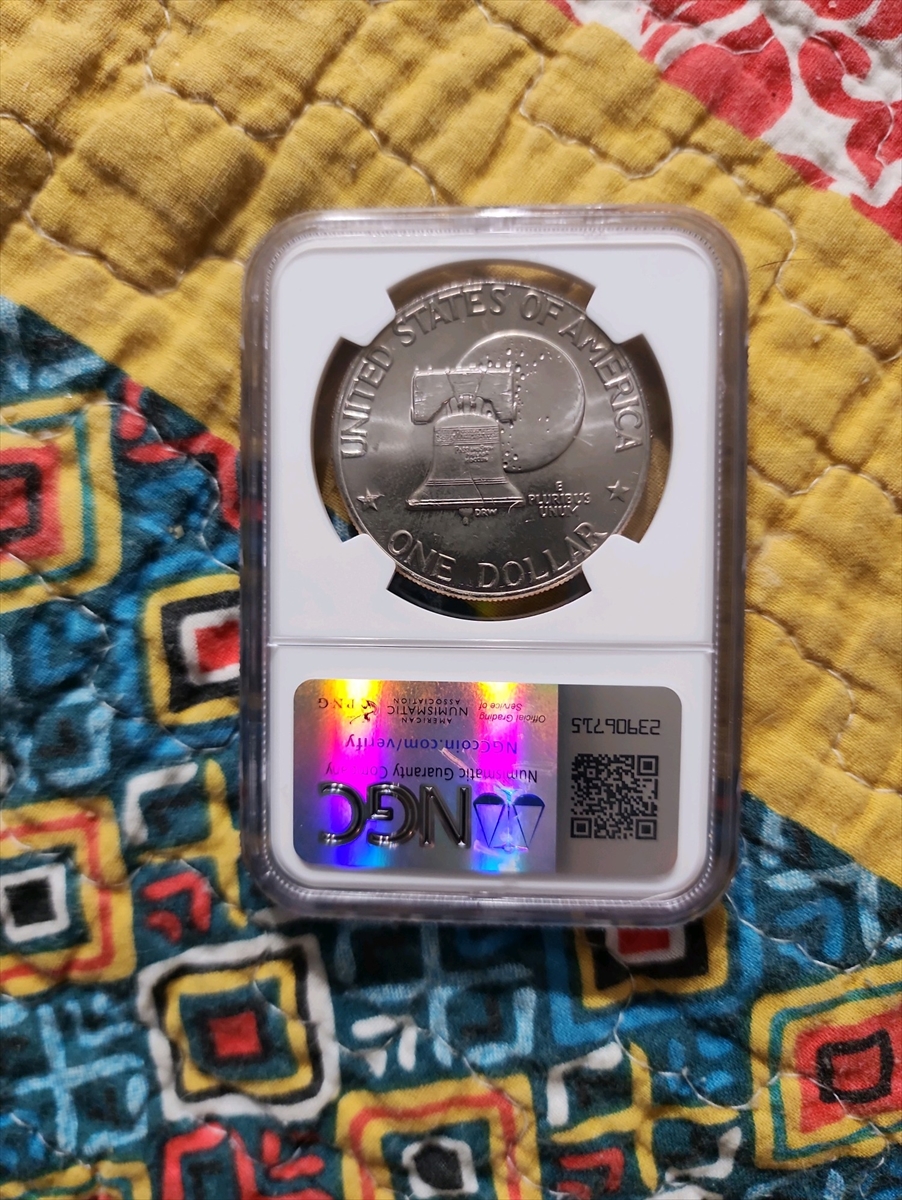 UNITED STATES OF AMERICA
E
PLURIBUS
UNUM
DRW
ONE DOLLAR
NGC
Numismatic Guaranty Company
NGCcoin.com/verify
Official Grading
Service of
AMERICAN
NUMISMATIC
ASSOCIATION
PNG